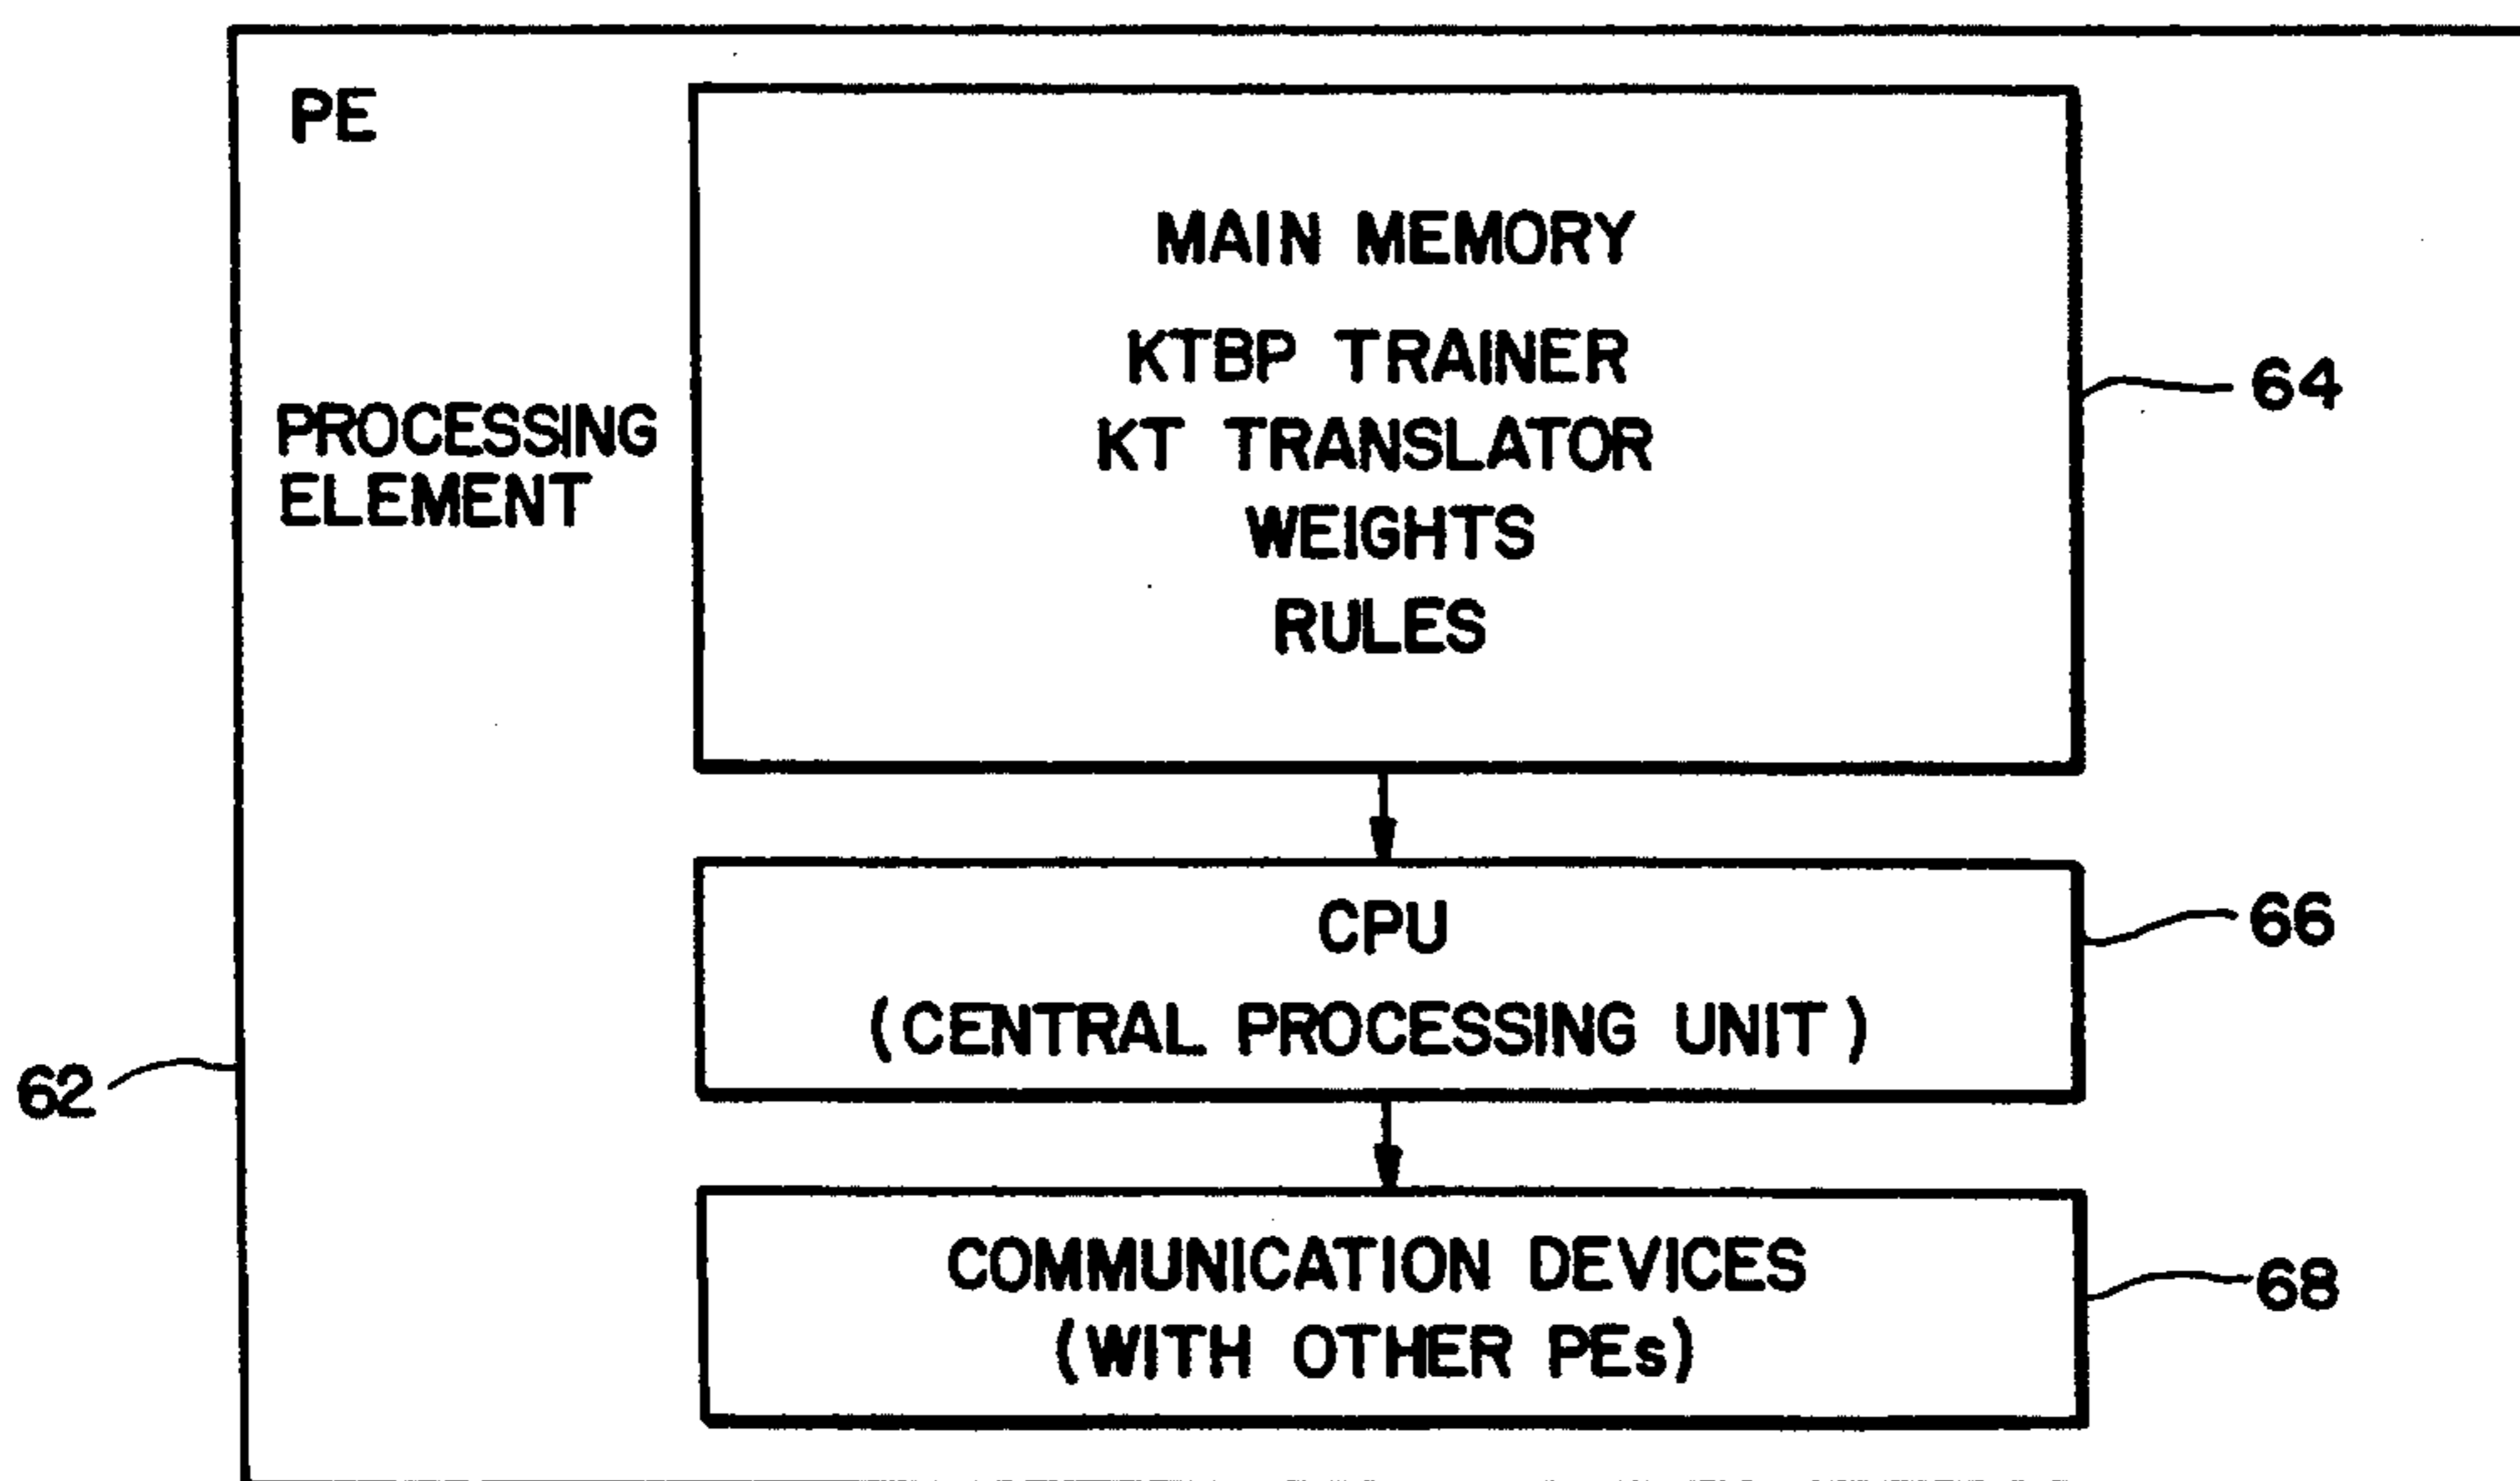 PE
PROCESSING
ELEMENT
MAIN MEMORY
KTBP TRAINER
KT TRANSLATOR
WEIGHTS
RULES
64
CPU
(CENTRAL PROCESSING UNIT)
66
62
COMMUNICATION DEVICES
(WITH OTHER PEs)
68